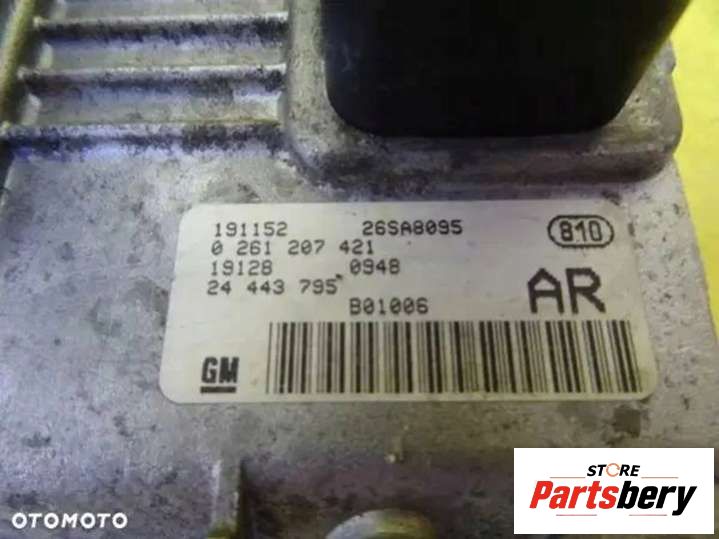 191152 26SA8095
0 261 207 421
810
19128 0948
24 443 795
AR
B01006
GM
STORE
Partsbery
OTOMOTO